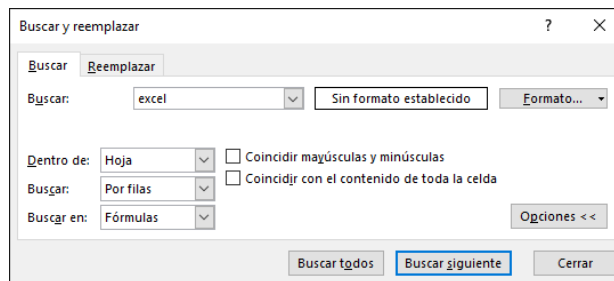 Buscar y reemplazar ? ×
Buscar Reemplazar
Buscar: excel Sin formato establecido Formato...
Dentro de: Hoja Coincidir mayúsculas y minúsculas
Buscar: Por filas Coincidir con el contenido de toda la celda
Buscar en: Fórmulas Opciones <<
Buscar todos Buscar siguiente Cerrar